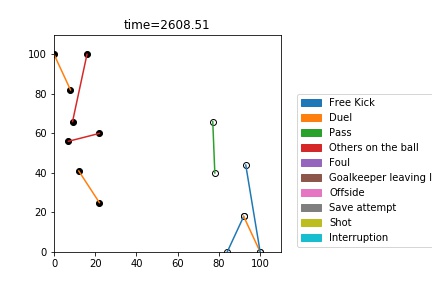 time=2608.51
100
80
60
40
20
0
0
20
40
60
80
100
Free Kick
Duel
Pass
Others on the ball
Foul
Goalkeeper leaving
Offside
Save attempt
Shot
Interruption